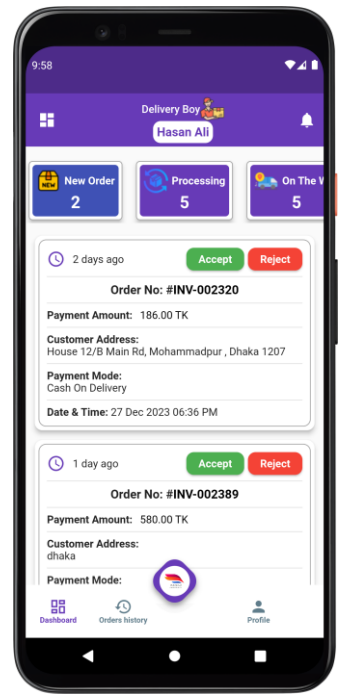 9:58
Delivery Boy
Hasan Ali
NEW
New Order
2
Processing
5
On The
5
2 days ago
Accept
Reject
Order No: #INV-002320
Payment Amount: 186.00 TK
Customer Address:
House 12/B Main Rd, Mohammadpur , Dhaka 1207
Payment Mode:
Cash On Delivery
Date & Time: 27 Dec 2023 06:36 PM
1 day ago
Accept
Reject
Order No: #INV-002389
Payment Amount: 580.00 TK
Customer Address:
dhaka
Payment Mode:
Dashboard
Orders history
Profile